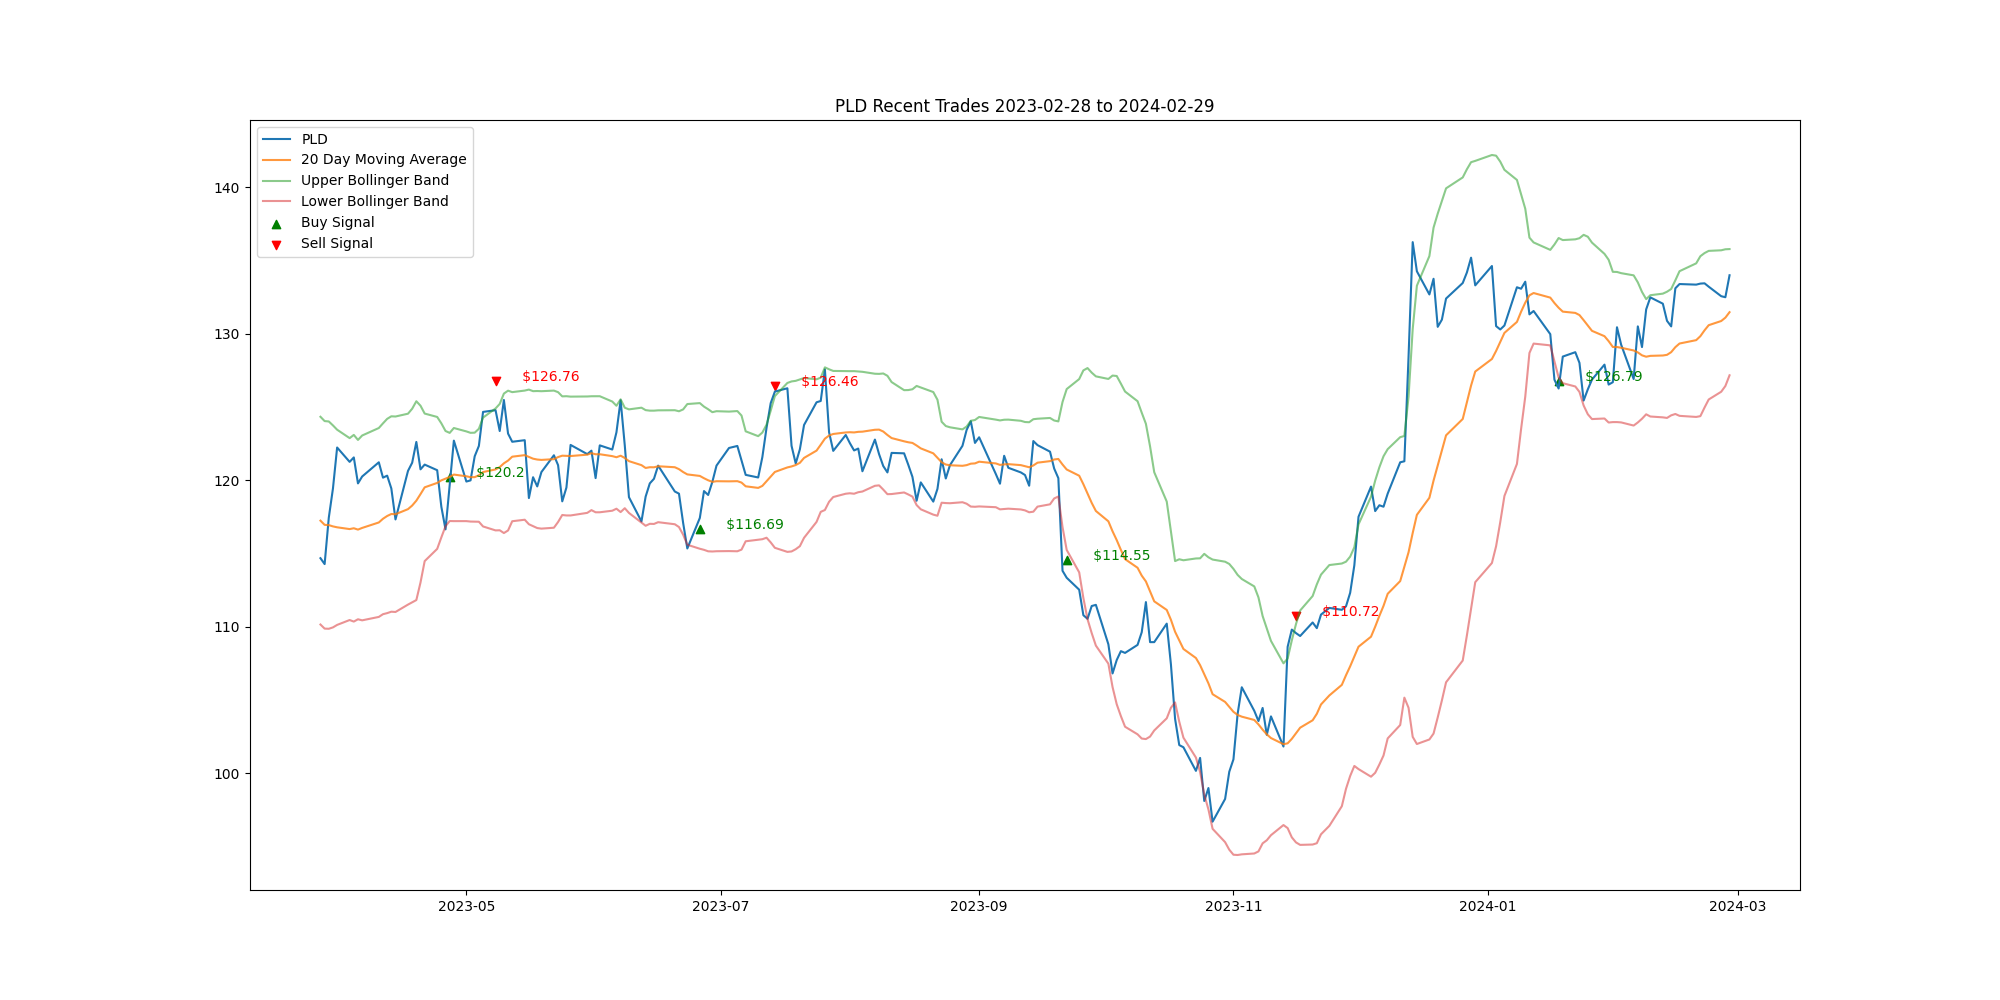 PLD Recent Trades 2023-02-28 to 2024-02-29
PLD
20 Day Moving Average
Upper Bollinger Band
Lower Bollinger Band
Buy Signal
Sell Signal
140
130
120
110
100
$126.76
$126.46
$120.2
$116.69
$114.55
$110.72
$126.79
2023-05
2023-07
2023-09
2023-11
2024-01
2024-03